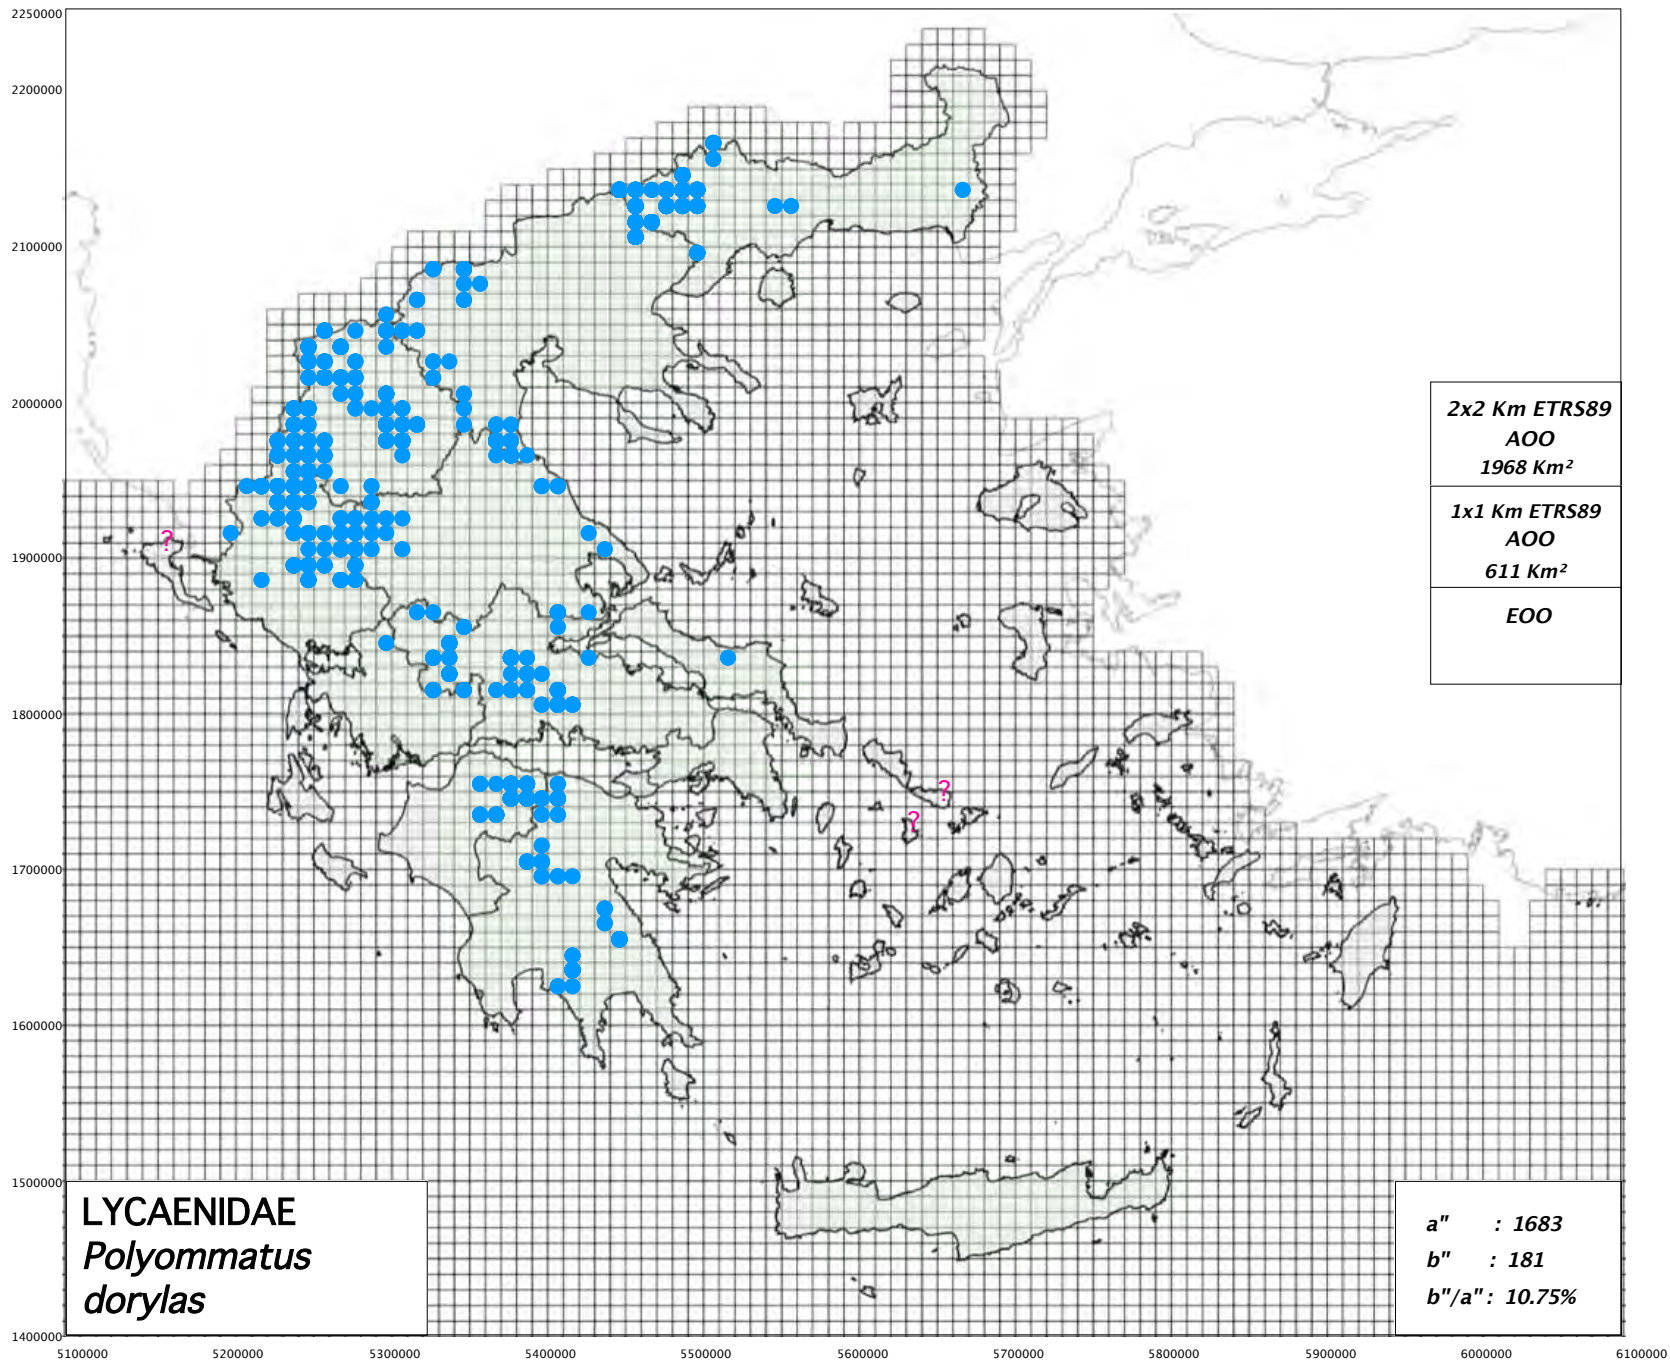 2250000
2200000
2100000
2000000
1900000
1800000
1700000
1600000
1500000
1400000
?
?
?
2x2 Km ETRS89
AOO
1968 Km²
1x1 Km ETRS89
AOO
611 Km²
EOO
LYCAENIDAE
Polyommatus
dorylas
a" : 1683
b" : 181
b"/a" : 10.75%
5100000 5200000 5300000 5400000 5500000 5600000 5700000 5800000 5900000 6000000 6100000